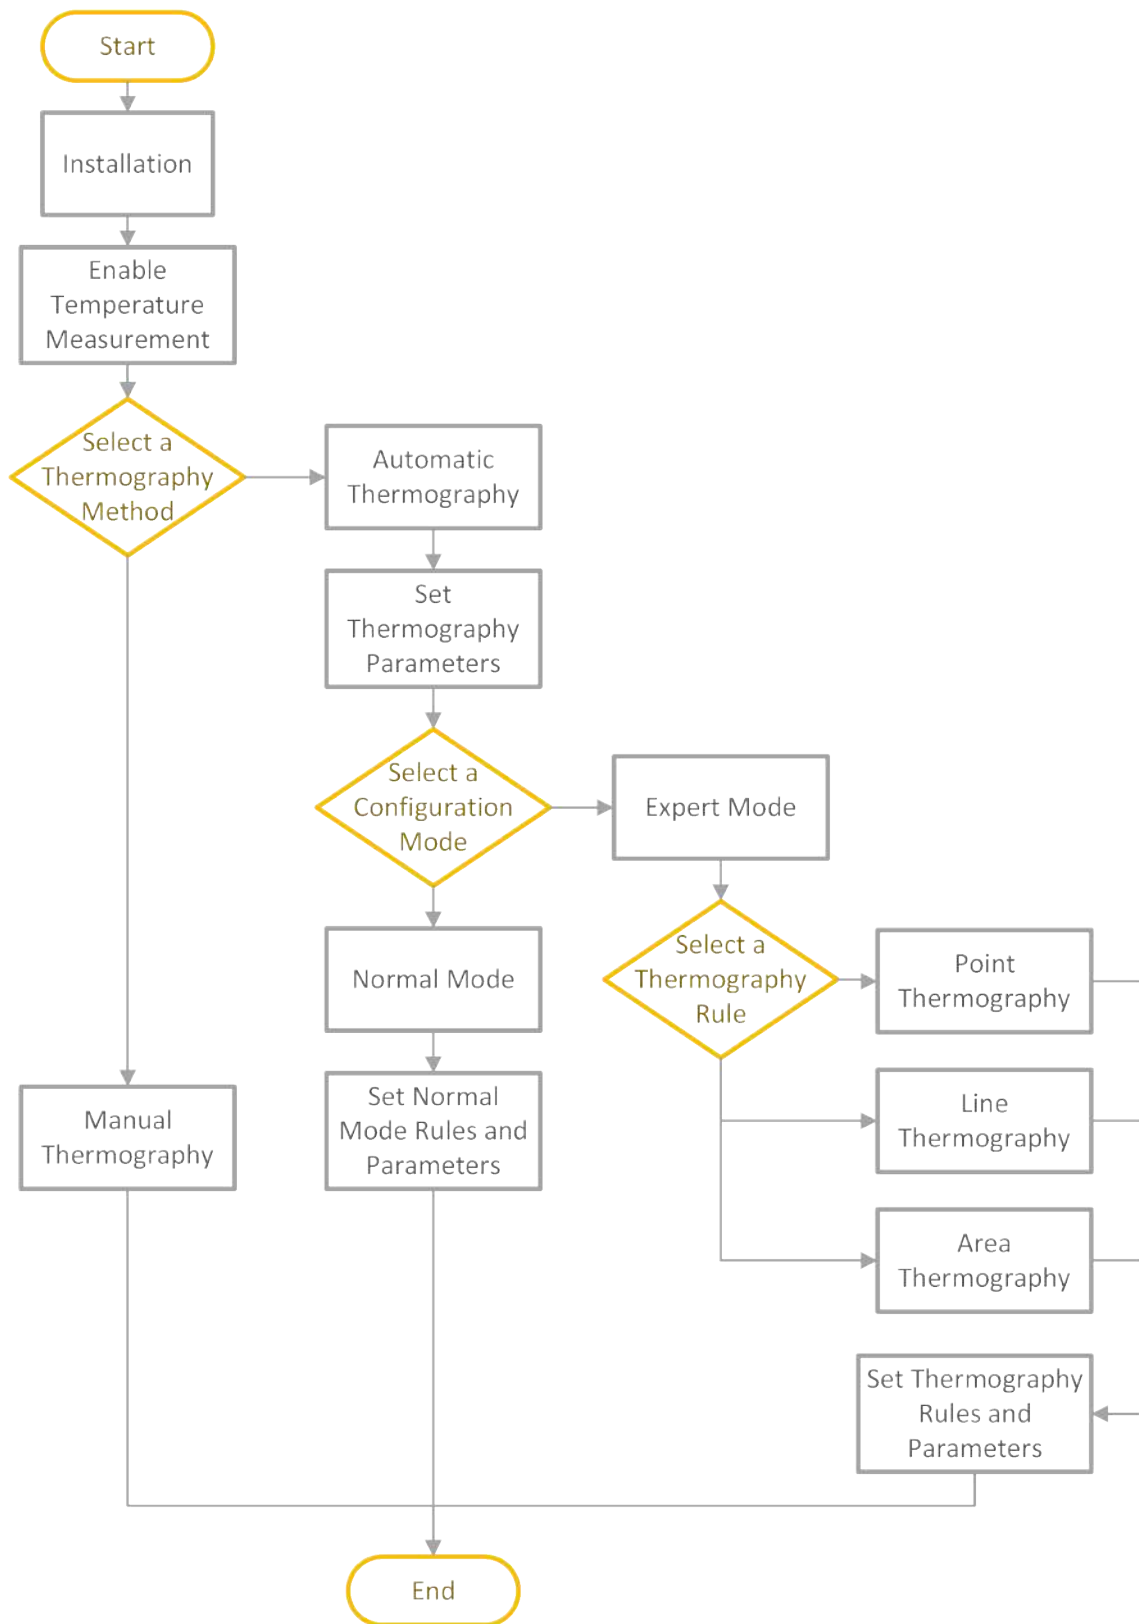 Start
Installation
Enable
Temperature
Measurement
Select a
Thermography
Method
Automatic
Thermography
Set
Thermography
Parameters
Select a
Configuration
Mode
Expert Mode
Normal Mode
Select a
Thermography
Rule
Point
Thermography
Line
Thermography
Area
Thermography
Manual
Thermography
Set Normal
Mode Rules and
Parameters
Set Thermography
Rules and
Parameters
End